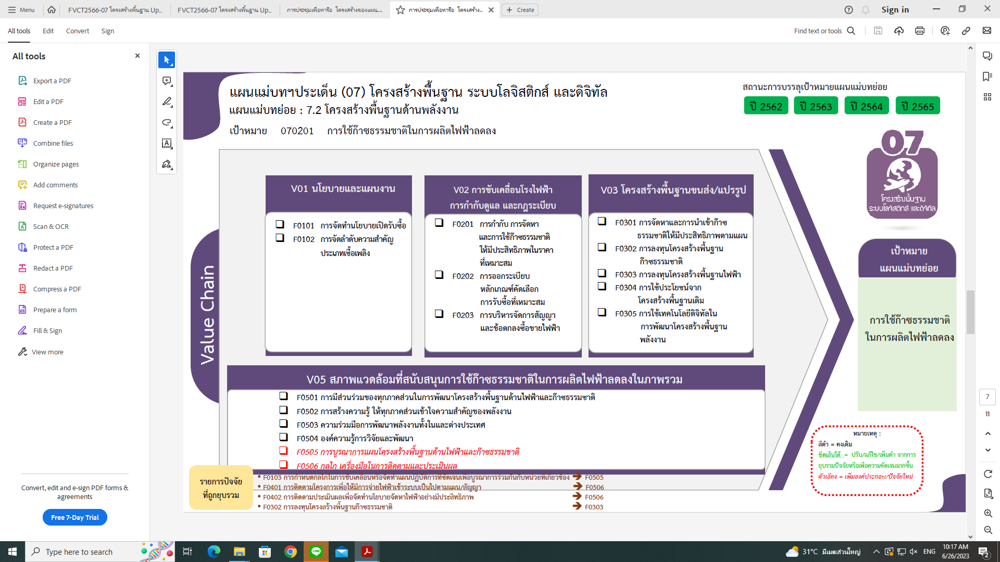 Menu
FVCT2566-07 โครงสร้างพื้นฐาน Up...
FVCT2566-07 โครงสร้างพื้นฐาน Up...
การประชุมเพื่อหารือ โครงสร้างของแผน...
การประชุมเพื่อหารือ โครงสร้าง...
Create
Sign in
All tools
Edit
Convert
Sign
Find text or tools
All tools
Export a PDF
Edit a PDF
Create a PDF
Combine files
Organize pages
Add comments
Request e-signatures
Scan & OCR
Protect a PDF
Redact a PDF
Compress a PDF
Prepare a form
Fill & Sign
View more
Convert, edit and e-sign PDF forms &
agreements
Free 7-Day Trial
แผนแม่บทฯประเด็น (07) โครงสร้างพื้นฐาน ระบบโลจิสติกส์ และดิจิทัล
แผนแม่บทย่อย : 7.2 โครงสร้างพื้นฐานด้านพลังงาน
เป้าหมาย 070201 การใช้ก๊าซธรรมชาติในการผลิตไฟฟ้าลดลง
สถานะการบรรลุเป้าหมายแผนแม่บทย่อย
ปี 2562
ปี 2563
ปี 2564
ปี 2565
07
โครงสร้างพื้นฐาน
ระบบโลจิสติกส์ และดิจิทัล
Value Chain
V01 นโยบายและแผนงาน
F0101 การจัดทำนโยบายเปิดรับซื้อ
F0102 การจัดลำดับความสำคัญ
ประเภทเชื้อเพลิง
V02 การขับเคลื่อนโรงไฟฟ้า
การกำกับดูแล และกฎระเบียบ
F0201 การกำกับ การจัดหา
และการใช้ก๊าซธรรมชาติ
ให้มีประสิทธิภาพในราคา
ที่เหมาะสม
F0202 การออกระเบียบ
หลักเกณฑ์คัดเลือก
การรับซื้อที่เหมาะสม
F0203 การบริหารจัดการสัญญา
และข้อตกลงซื้อขายไฟฟ้า
V03 โครงสร้างพื้นฐานขนส่ง/แปรรูป
F0301 การจัดหาและการนำเข้าก๊าซ
ธรรมชาติให้มีประสิทธิภาพตามแผน
F0302 การลงทุนโครงสร้างพื้นฐาน
ก๊าซธรรมชาติ
F0303 การลงทุนโครงสร้างพื้นฐานไฟฟ้า
F0304 การใช้ประโยชน์จาก
โครงสร้างพื้นฐานเดิม
F0305 การใช้เทคโนโลยีดิจิทัลใน
การพัฒนาโครงสร้างพื้นฐาน
พลังงาน
เป้าหมาย
แผนแม่บทย่อย
การใช้ก๊าซธรรมชาติ
ในการผลิตไฟฟ้าลดลง
V05 สภาพแวดล้อมที่สนับสนุนการใช้ก๊าซธรรมชาติในการผลิตไฟฟ้าลดลงในภาพรวม
F0501 การมีส่วนร่วมของทุกภาคส่วนในการพัฒนาโครงสร้างพื้นฐานด้านไฟฟ้าและก๊าซธรรมชาติ
F0502 การสร้างความรู้ ให้ทุกภาคส่วนเข้าใจความสำคัญของพลังงาน
F0503 ความร่วมมือการพัฒนาพลังงานทั้งในและต่างประเทศ
F0504 องค์ความรู้การวิจัยและพัฒนา
F0505 การบูรณาการแผนโครงสร้างพื้นฐานด้านไฟฟ้าและก๊าซธรรมชาติ
F0506 กลไก เครื่องมือในการติดตามและประเมินผล
รายการปัจจัย
ที่ถูกยุบรวม
• F0103 การกำหนดกลไกในการขับเคลื่อนหรือจัดทำแผนปฏิบัติการที่ชัดเจนเพื่อบูรณาการร่วมกันกับหน่วยที่เกี่ยวข้อง ➔ F0505
• F0401 การติดตามโครงการเพื่อให้มีการจ่ายไฟฟ้าเข้าระบบเป็นไปตามแผน/สัญญา ➔ F0506
• F0402 การติดตามประเมินผลเพื่อจัดทำนโยบายจัดหาไฟฟ้าอย่างมีประสิทธิภาพ ➔ F0506
• F0302 การลงทุนโครงสร้างพื้นฐานก๊าซธรรมชาติ ➔ F0303
หมายเหตุ :
สีดำ = คงเดิม
ขีดเส้นใต้ = ปรับ/แก้ไข/เพิ่มคำ จากการ
ยุบรวมปัจจัยหรือเพื่อความชัดเจนมากขึ้น
ตัวเอียง = เพิ่มองค์ประกอบ/ปัจจัยใหม่
7
11
Type here to search
LINE
31°C มีเมฆส่วนใหญ่
ENG
10:17 AM
6/26/2023
2